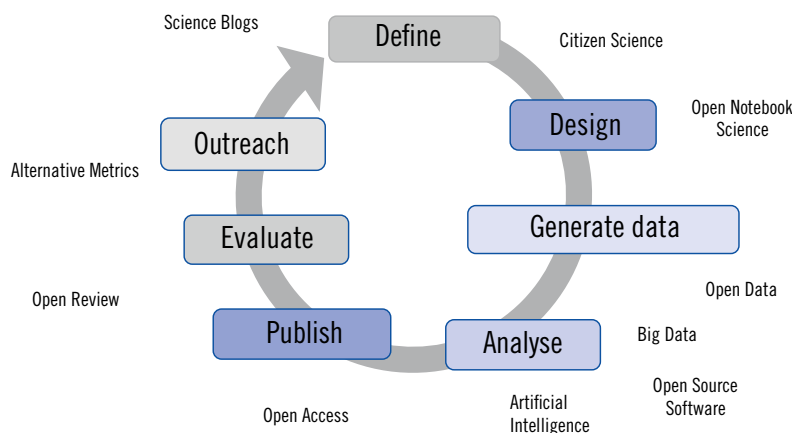 Science Blogs
Define
Citizen Science
Design
Open Notebook
Science
Outreach
Alternative Metrics
Evaluate
Generate data
Open Review
Open Data
Publish
Analyse
Big Data
Open Source
Software
Artificial
Intelligence
Open Access